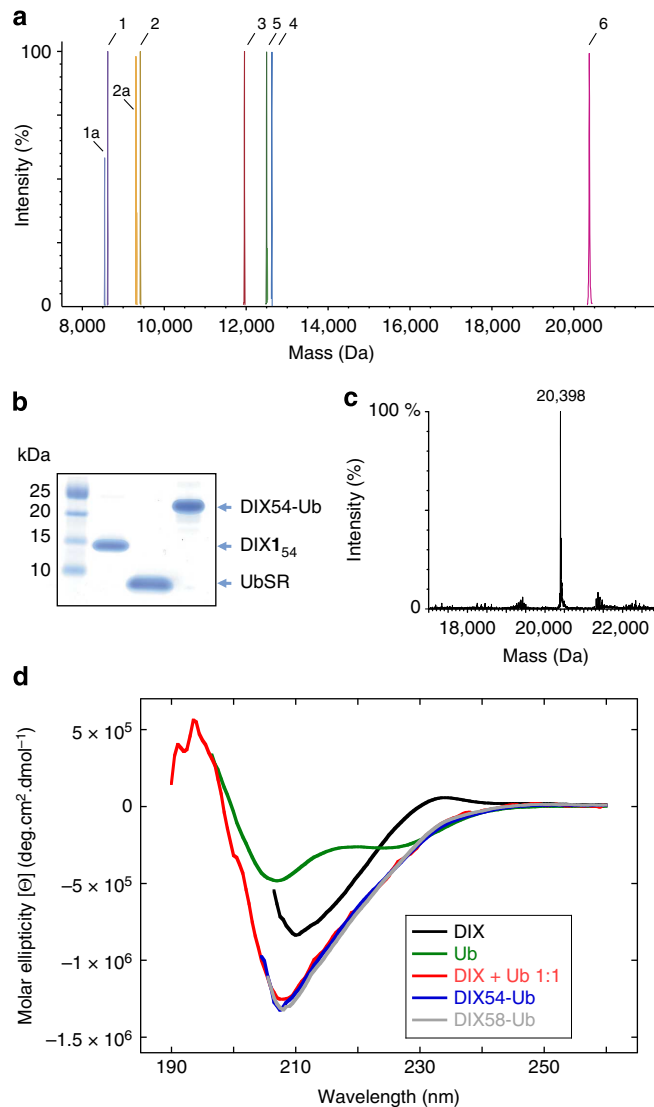 a
1 2 3 5 4 6
100
2a
1a
Intensity (%)
0
8,000 10,000 12,000 14,000 16,000 18,000 20,000
Mass (Da)
b
kDa
25
20
15
10
DIX54-Ub
DIX1₅₄
UbSR
c
20,398
100 %
Intensity (%)
0
18,000 20,000 22,000
Mass (Da)
d
Molar ellipticity [Θ] (deg.cm².dmol⁻¹)
5 × 10⁵
0
−5 × 10⁵
−1 × 10⁶
−1.5 × 10⁶
DIX
Ub
DIX + Ub 1:1
DIX54-Ub
DIX58-Ub
190 210 230 250
Wavelength (nm)